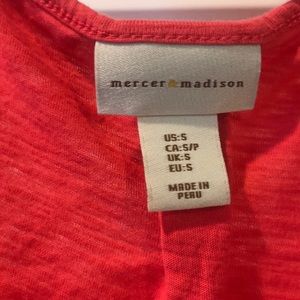 mercer&madison
US:S
CA:S/P
UK:S
EU:S
MADE IN
PERU